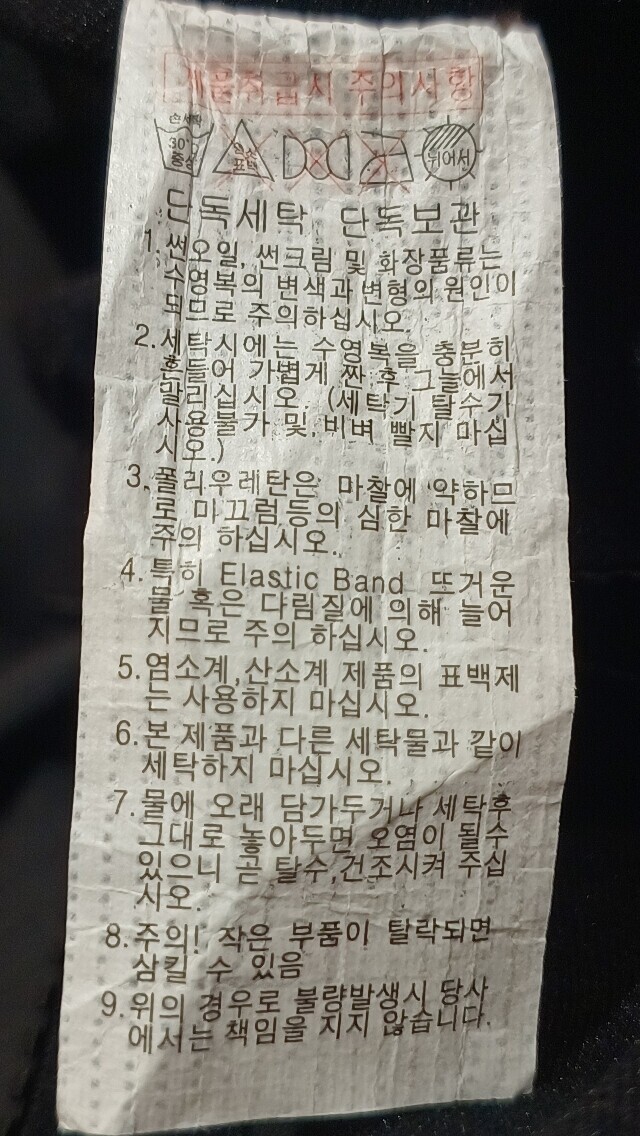 제품취급시 주의사항
손세탁
30°
중성
염소
표백
뉘어서
단독세탁 단독보관
1. 썬오일, 썬크림 및 화장품류는
수영복의 변색과 변형의 원인이
되므로 주의하십시오.
2. 세탁시에는 수영복을 충분히
흔들어 가볍게 짠 후 그늘에서
말리십시오. (세탁기 탈수가
사용불가 및, 비벼 빨지 마십
시오.)
3. 폴리우레탄은 마찰에 약하므
로 미끄럼등의 심한 마찰에
주의 하십시오.
4. 특히 Elastic Band 뜨거운
물 혹은 다림질에 의해 늘어
지므로 주의 하십시오.
5. 염소계,산소계 제품의 표백제
는 사용하지 마십시오.
6. 본 제품과 다른 세탁물과 같이
세탁하지 마십시오.
7. 물에 오래 담가두거나 세탁후
그대로 놓아두면 오염이 될수
있으니 곧 탈수,건조시켜 주십
시오.
8. 주의! 작은 부품이 탈락되면
삼킬 수 있음
9. 위의 경우로 불량발생시 당사
에서는 책임을 지지 않습니다.